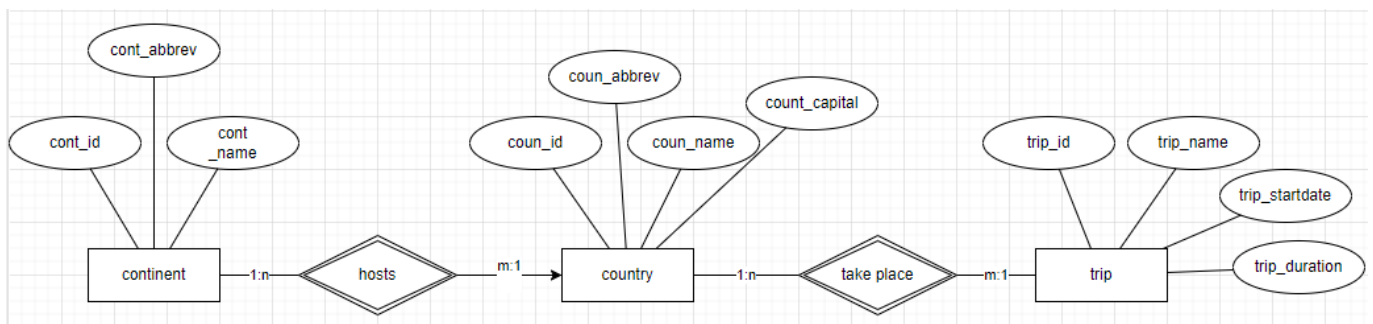 cont_abbrev
cont_id
cont
_name
coun_abbrev
count_capital
coun_id
coun_name
trip_id
trip_name
trip_startdate
trip_duration
continent
1:n
hosts
m:1
country
1:n
take place
m:1
trip